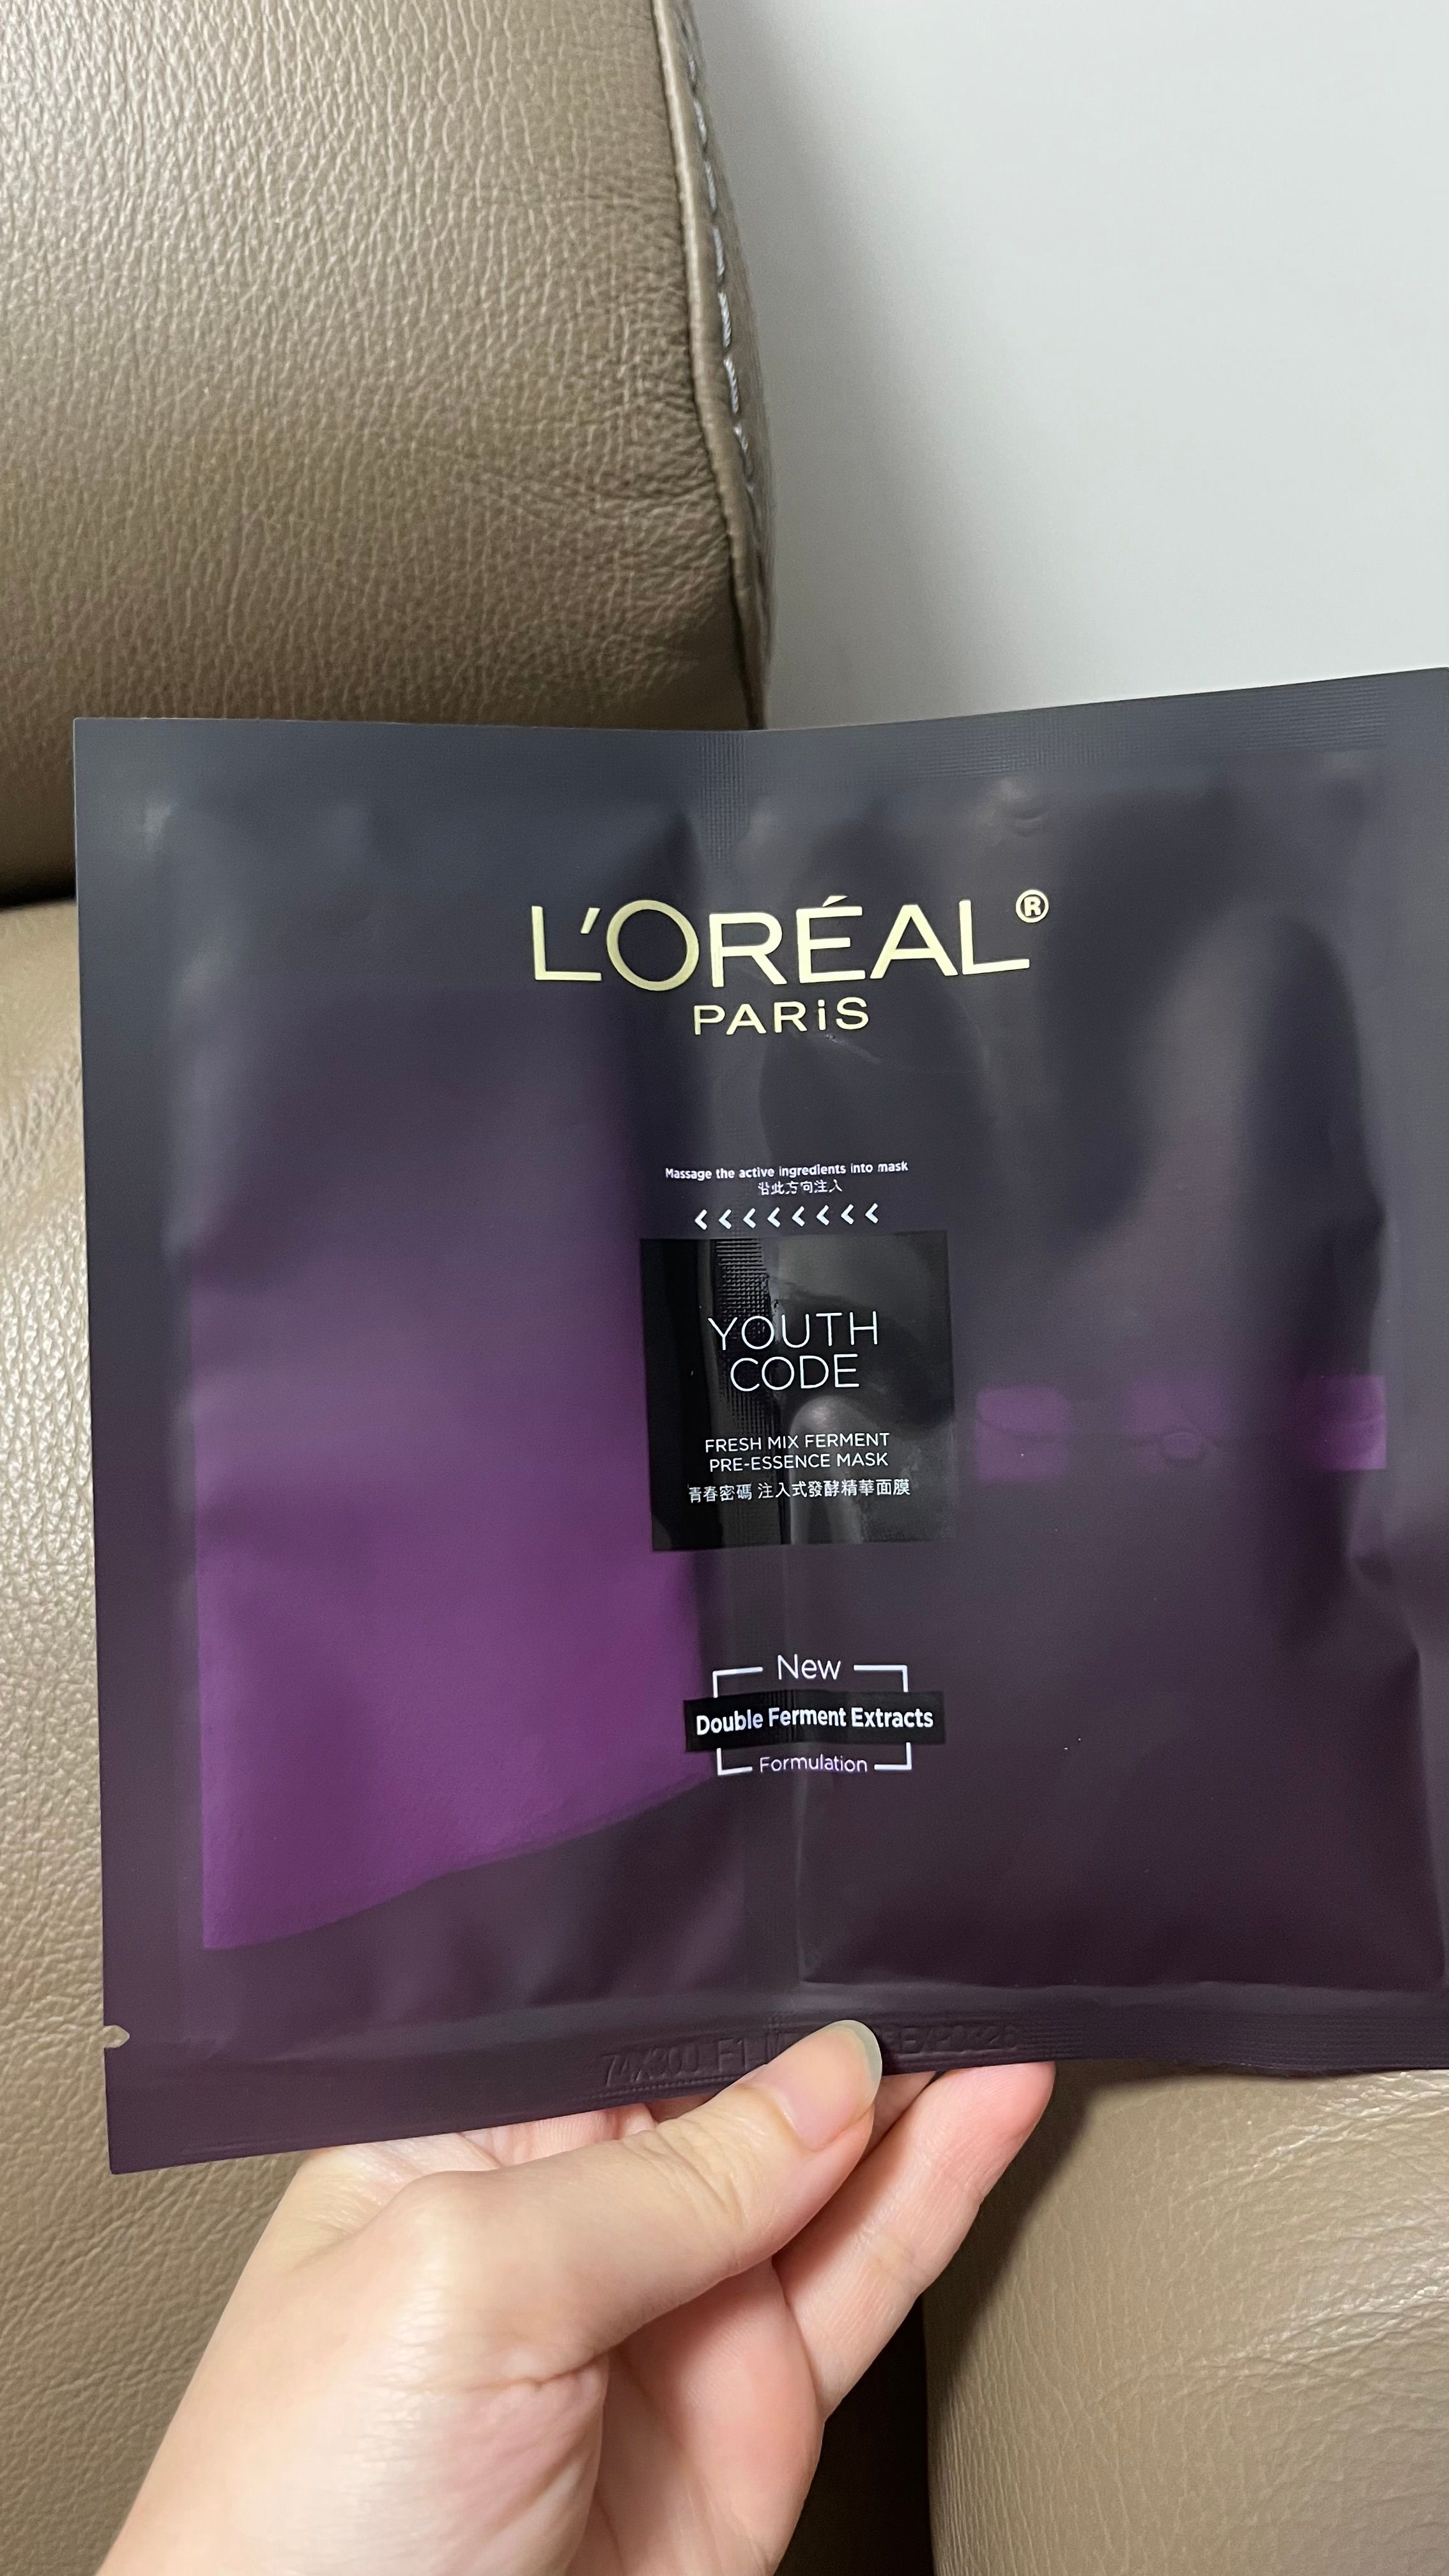 L'ORÉAL®
PARiS
Massage the active ingredients into mask
沿此方向注入
‹ ‹ ‹ ‹ ‹ ‹ ‹ ‹
YOUTH
CODE
FRESH MIX FERMENT
PRE-ESSENCE MASK
青春密碼 注入式發酵精華面膜
New
Double Ferment Extracts
Formulation